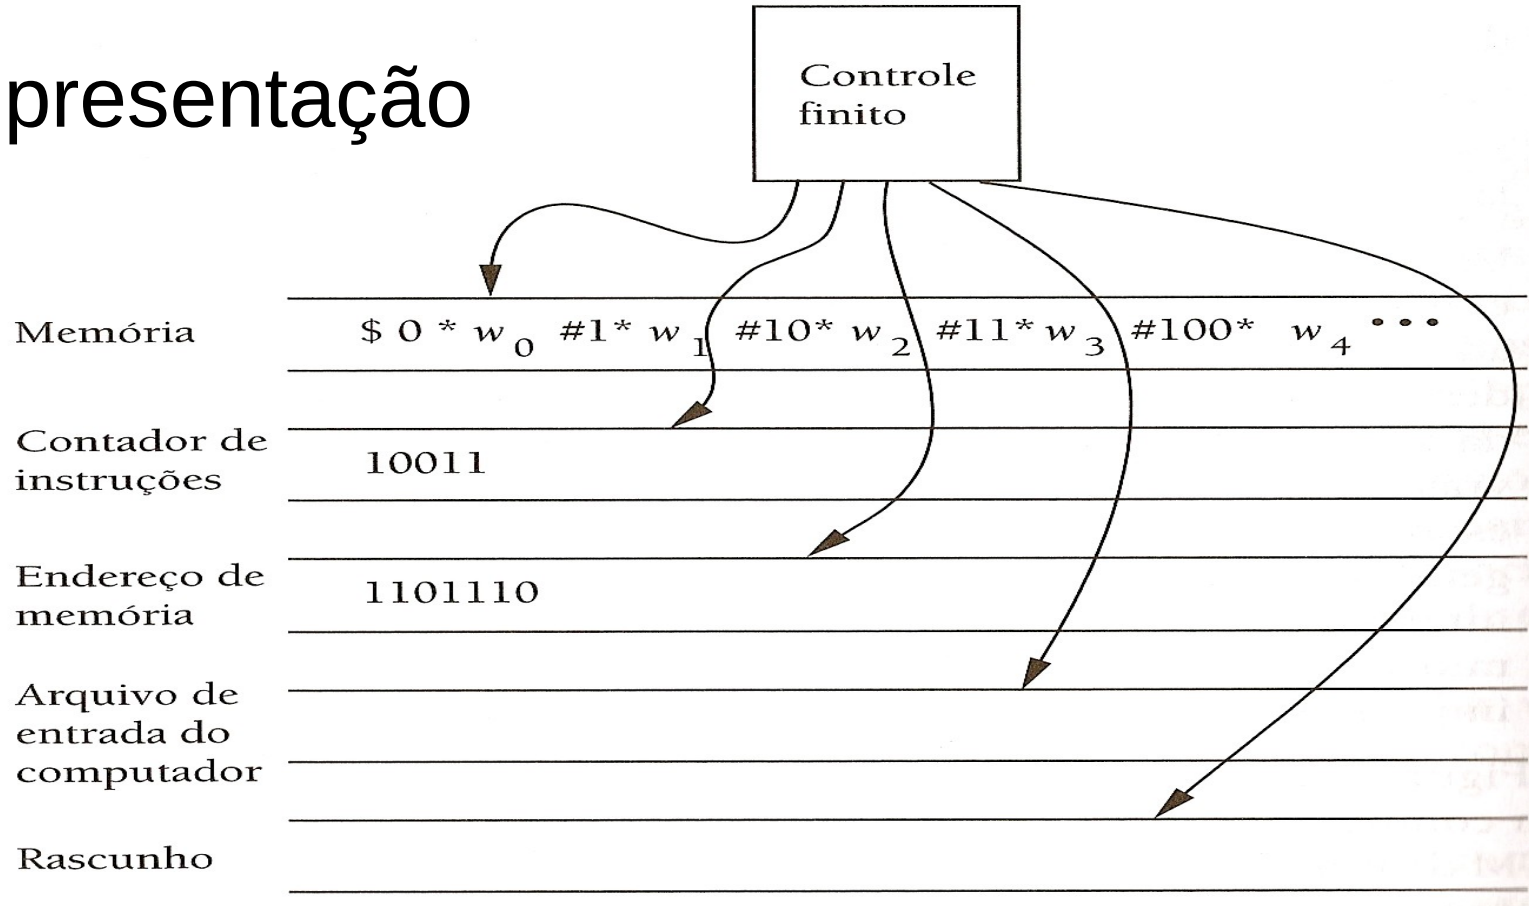 presentação
Controle
finito
Memória
$ 0 * w0 #1* w1 #10* w2 #11* w3 #100* w4 •••
Contador de
instruções
10011
Endereço de
memória
1101110
Arquivo de
entrada do
computador
Rascunho